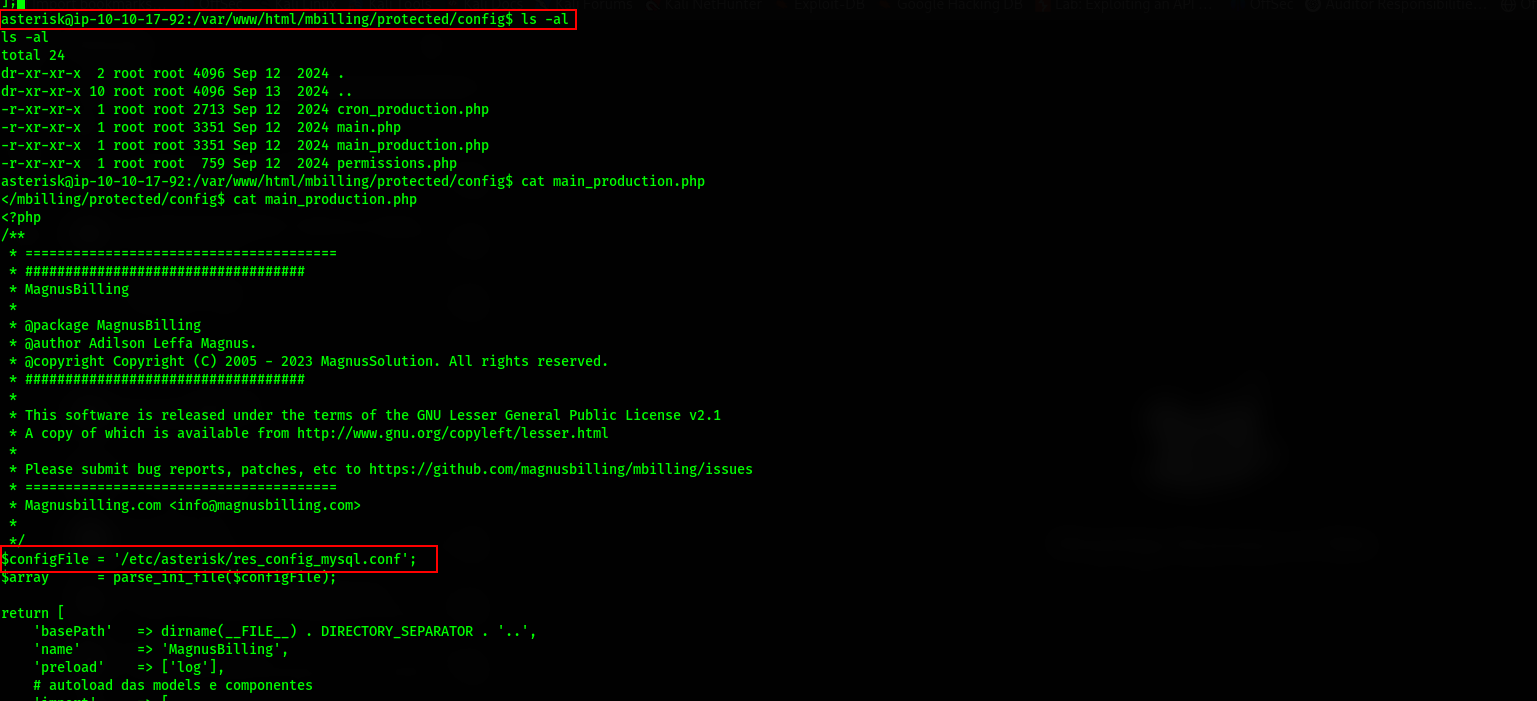 ];
asterisk@ip-10-10-17-92:/var/www/html/mbilling/protected/config$ ls -al
ls -al
total 24
dr-xr-xr-x  2 root root 4096 Sep 12  2024 .
dr-xr-xr-x 10 root root 4096 Sep 13  2024 ..
-r-xr-xr-x  1 root root 2713 Sep 12  2024 cron_production.php
-r-xr-xr-x  1 root root 3351 Sep 12  2024 main.php
-r-xr-xr-x  1 root root 3351 Sep 12  2024 main_production.php
-r-xr-xr-x  1 root root  759 Sep 12  2024 permissions.php
asterisk@ip-10-10-17-92:/var/www/html/mbilling/protected/config$ cat main_production.php
</mbilling/protected/config$ cat main_production.php
<?php
/**
 * =======================================
 * ###################################
 * MagnusBilling
 *
 * @package MagnusBilling
 * @author Adilson Leffa Magnus.
 * @copyright Copyright (C) 2005 - 2023 MagnusSolution. All rights reserved.
 * ###################################
 *
 * This software is released under the terms of the GNU Lesser General Public License v2.1
 * A copy of which is available from http://www.gnu.org/copyleft/lesser.html
 *
 * Please submit bug reports, patches, etc to https://github.com/magnusbilling/mbilling/issues
 * =======================================
 * Magnusbilling.com <info@magnusbilling.com>
 *
 */
$configFile = '/etc/asterisk/res_config_mysql.conf';
$array      = parse_ini_file($configFile);

return [
    'basePath'   => dirname(__FILE__) . DIRECTORY_SEPARATOR . '..',
    'name'       => 'MagnusBilling',
    'preload'    => ['log'],
    # autoload das models e componentes